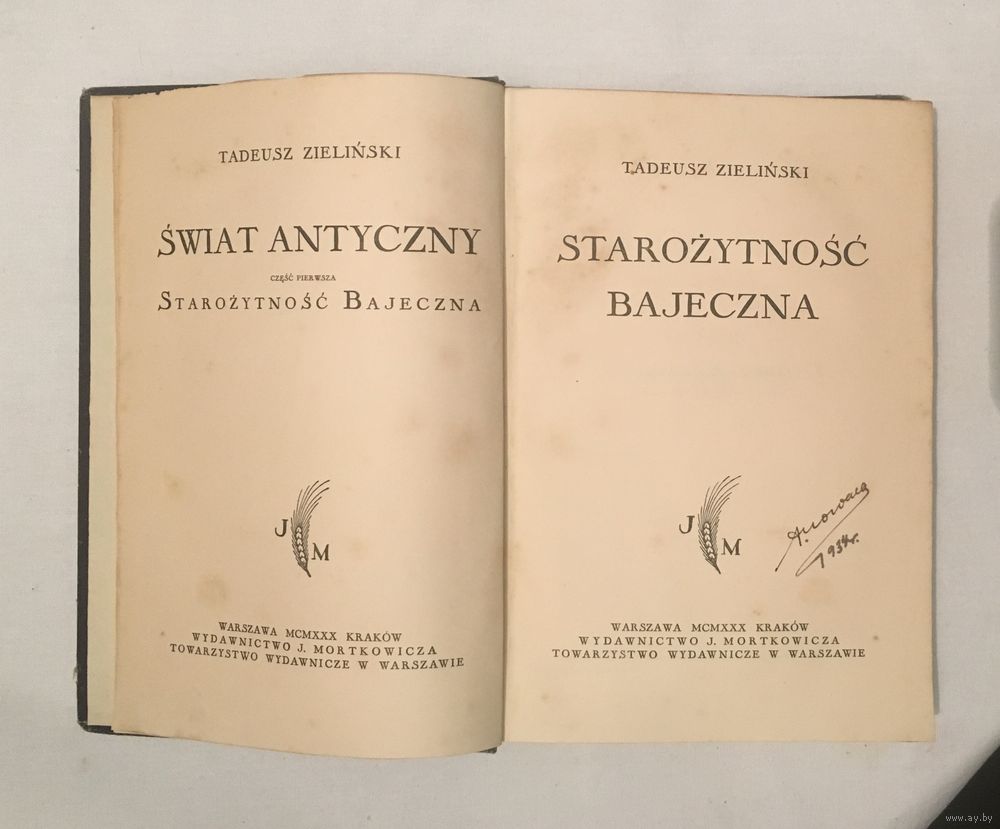 TADEUSZ ZIELIŃSKI
ŚWIAT ANTYCZNY
CZĘŚĆ PIERWSZA
STAROŻYTNOŚĆ BAJECZNA
J M
WARSZAWA MCMXXX KRAKÓW
WYDAWNICTWO J. MORTKOWICZA
TOWARZYSTWO WYDAWNICZE W WARSZAWIE
TADEUSZ ZIELIŃSKI
STAROŻYTNOŚĆ
BAJECZNA
J M
1934r.
WARSZAWA MCMXXX KRAKÓW
WYDAWNICTWO J. MORTKOWICZA
TOWARZYSTWO WYDAWNICZE W WARSZAWIE
www.ay.by